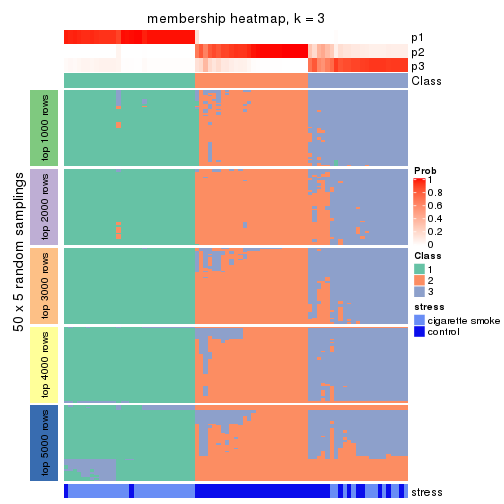 membership heatmap, k = 3
p1
p2
p3
Class
50 x 5 random samplings
top 1000 rows
top 2000 rows
top 3000 rows
top 4000 rows
top 5000 rows
Prob
1
0.8
0.6
0.4
0.2
0
Class
1
2
3
stress
cigarette smoke
control
stress